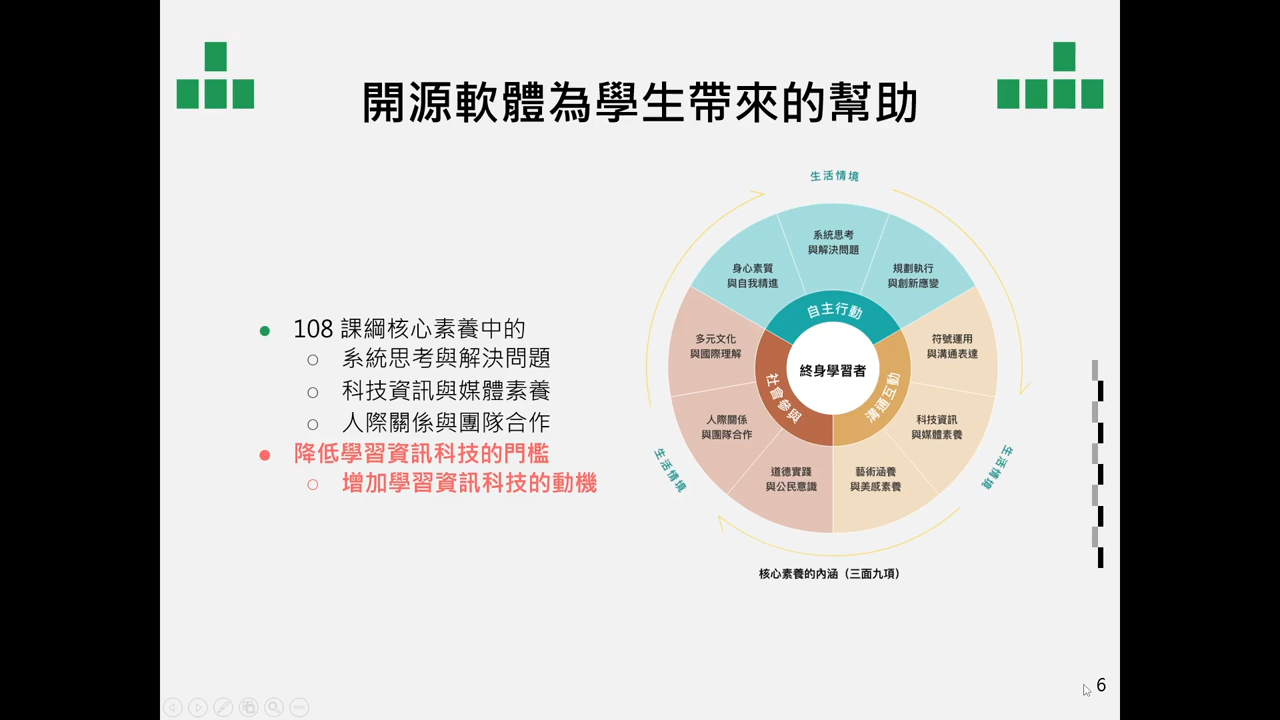 開源軟體為學生帶來的幫助
108 課綱核心素養中的
系統思考與解決問題
科技資訊與媒體素養
人際關係與團隊合作
降低學習資訊科技的門檻
增加學習資訊科技的動機
生活情境
系統思考
與解決問題
身心素質
與自我精進
規劃執行
與創新應變
自主行動
多元文化
與國際理解
符號運用
與溝通表達
終身學習者
社會參與
溝通互動
人際關係
與團隊合作
科技資訊
與媒體素養
道德實踐
與公民意識
藝術涵養
與美感素養
生活情境
生活情境
核心素養的內涵（三面九項）
6